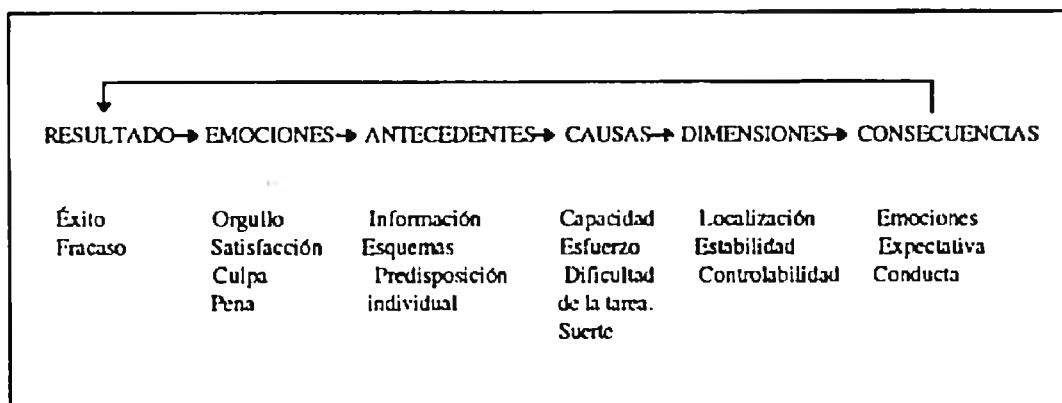 RESULTADO→ EMOCIONES→ ANTECEDENTES→ CAUSAS→ DIMENSIONES→ CONSECUENCIAS
Éxito Orgullo Información Capacidad Localización Emociones
Fracaso Satisfacción Esquemas Esfuerzo Estabilidad Expectativa
Culpa Predisposición Dificultad Controlabilidad Conducta
Pena individual de la tarea.
Suerte